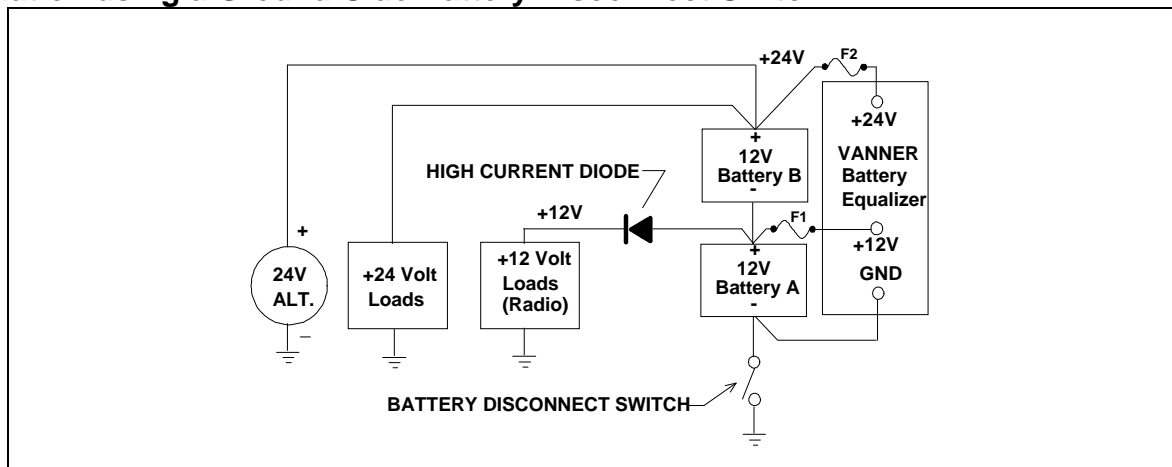 +24V
F2
+24V
VANNER
Battery
Equalizer
+12V
GND
+
12V
Battery B
-
HIGH CURRENT DIODE
+12V
F1
+
12V
Battery A
-
+
24V
ALT.
–
+24 Volt
Loads
+12 Volt
Loads
(Radio)
BATTERY DISCONNECT SWITCH